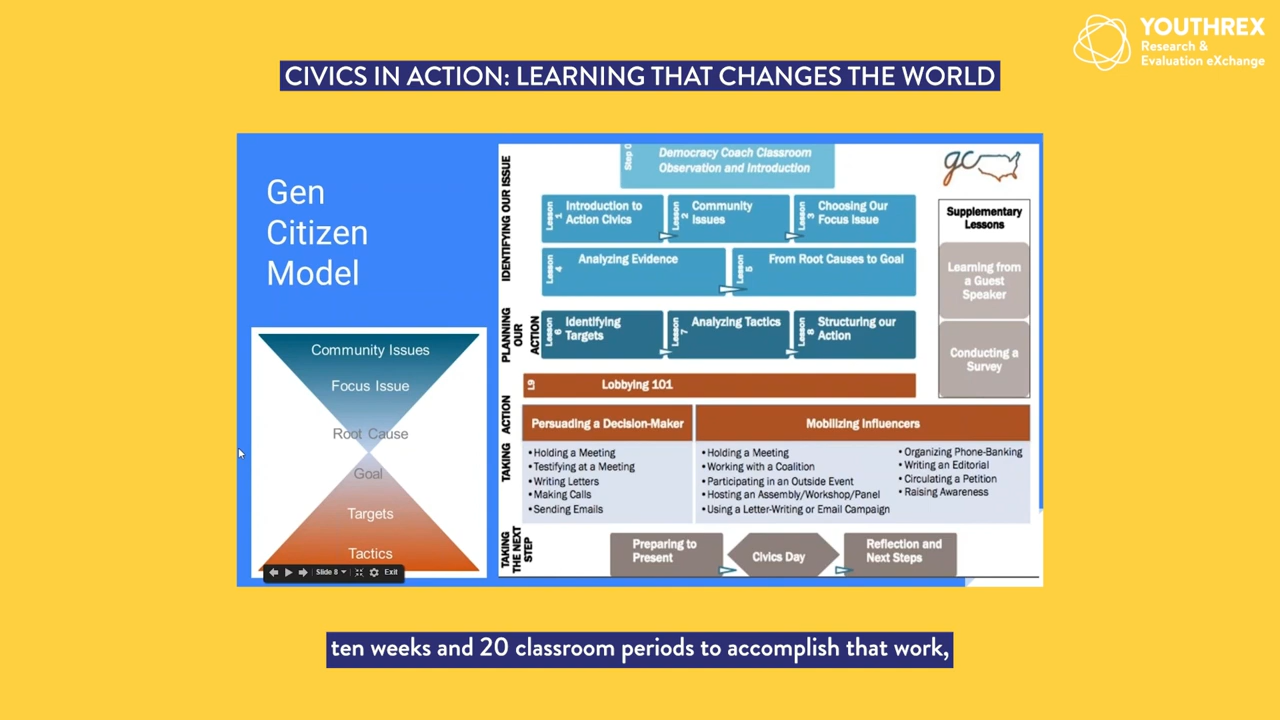 YOUTHREX
Research &
Evaluation eXchange
CIVICS IN ACTION: LEARNING THAT CHANGES THE WORLD
Gen
Citizen
Model
Community Issues
Focus Issue
Root Cause
Goal
Targets
Tactics
Slide 8
Exit
IDENTIFYING OUR ISSUE
Step 0
Democracy Coach Classroom
Observation and Introduction
gc
Lesson 1
Introduction to
Action Civics
Lesson 2
Community
Issues
Lesson 3
Choosing Our
Focus Issue
Lesson 4
Analyzing Evidence
Lesson 5
From Root Causes to Goal
PLANNING
OUR
ACTION
Lesson 6
Identifying
Targets
Lesson 7
Analyzing Tactics
Lesson 8
Structuring our
Action
L9
Lobbying 101
TAKING ACTION
Persuading a Decision-Maker
• Holding a Meeting
• Testifying at a Meeting
• Writing Letters
• Making Calls
• Sending Emails
Mobilizing Influencers
• Holding a Meeting
• Working with a Coalition
• Participating in an Outside Event
• Hosting an Assembly/Workshop/Panel
• Using a Letter-Writing or Email Campaign
• Organizing Phone-Banking
• Writing an Editorial
• Circulating a Petition
• Raising Awareness
TAKING
THE NEXT
STEP
Preparing to
Present
Civics Day
Reflection and
Next Steps
Supplementary
Lessons
Learning from
a Guest
Speaker
Conducting a
Survey
ten weeks and 20 classroom periods to accomplish that work,